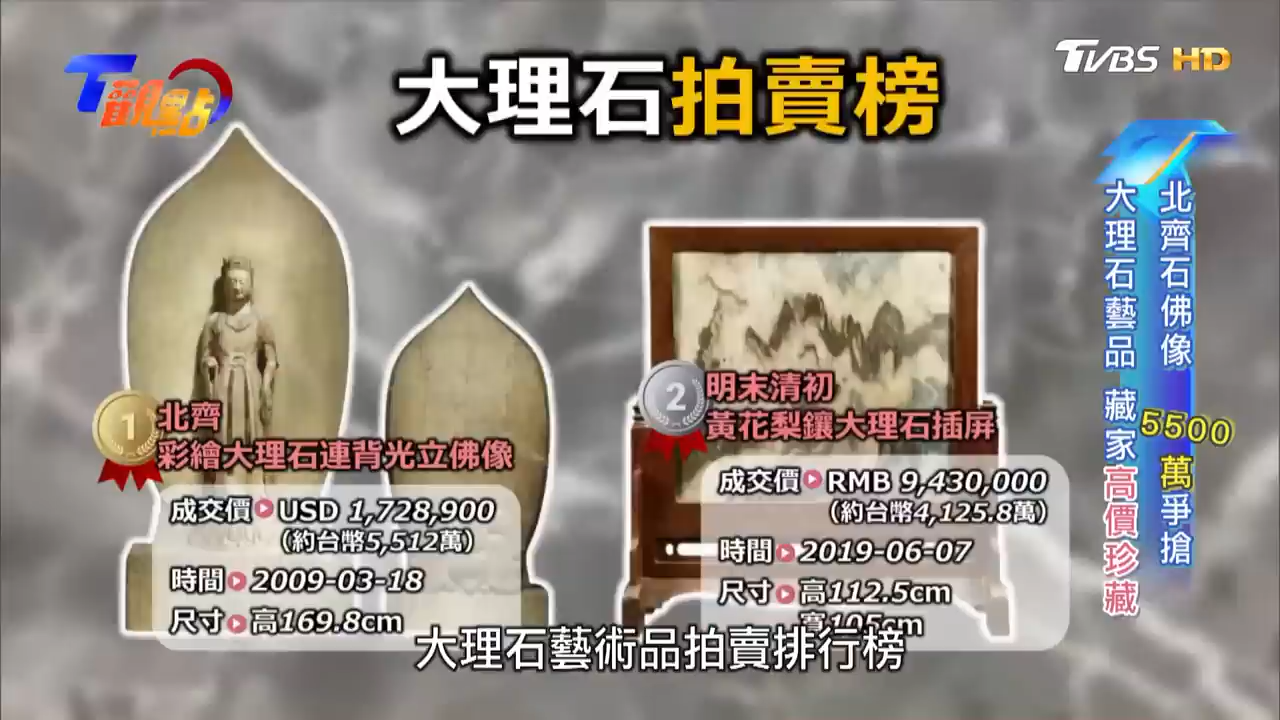 T觀點
TVBS HD
大理石拍賣榜
北齊石佛像 5500萬爭搶
大理石藝品 藏家高價珍藏
1
北齊
彩繪大理石連背光立佛像
成交價 USD 1,728,900
(約台幣5,512萬)
時間 2009-03-18
尺寸 高169.8cm
2
明末清初
黃花梨鑲大理石插屏
成交價 RMB 9,430,000
(約台幣4,125.8萬)
時間 2019-06-07
尺寸 高112.5cm
寬105cm
大理石藝術品拍賣排行榜